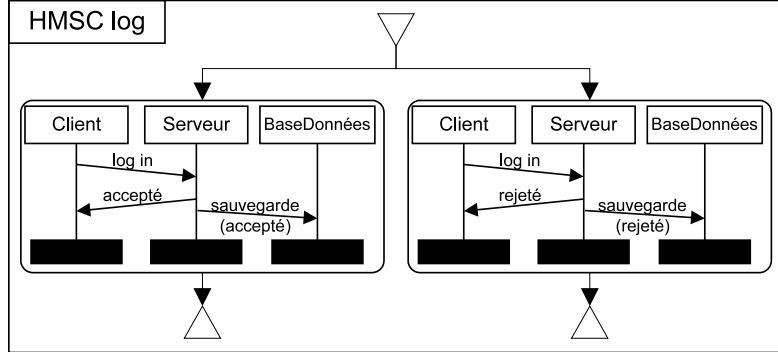 HMSC log
Client
Serveur
BaseDonnées
log in
accepté
sauvegarde
(accepté)
Client
Serveur
BaseDonnées
log in
rejeté
sauvegarde
(rejeté)